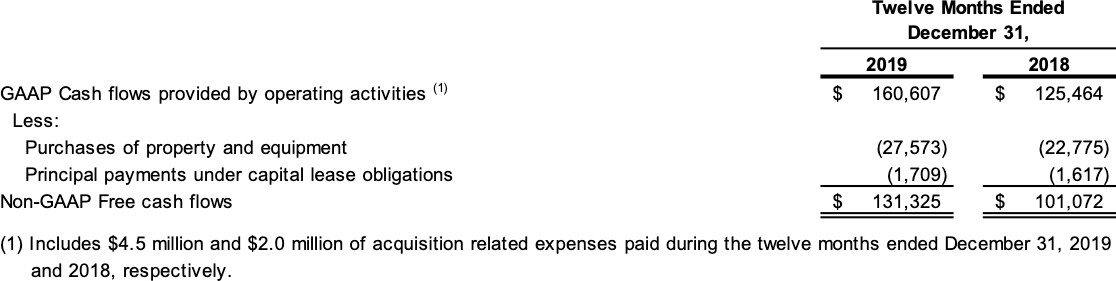 Twelve Months Ended
December 31,
2019 2018
GAAP Cash flows provided by operating activities (1) $ 160,607 $ 125,464
Less:
Purchases of property and equipment (27,573) (22,775)
Principal payments under capital lease obligations (1,709) (1,617)
Non-GAAP Free cash flows $ 131,325 $ 101,072
(1) Includes $4.5 million and $2.0 million of acquisition related expenses paid during the twelve months ended December 31, 2019
and 2018, respectively.